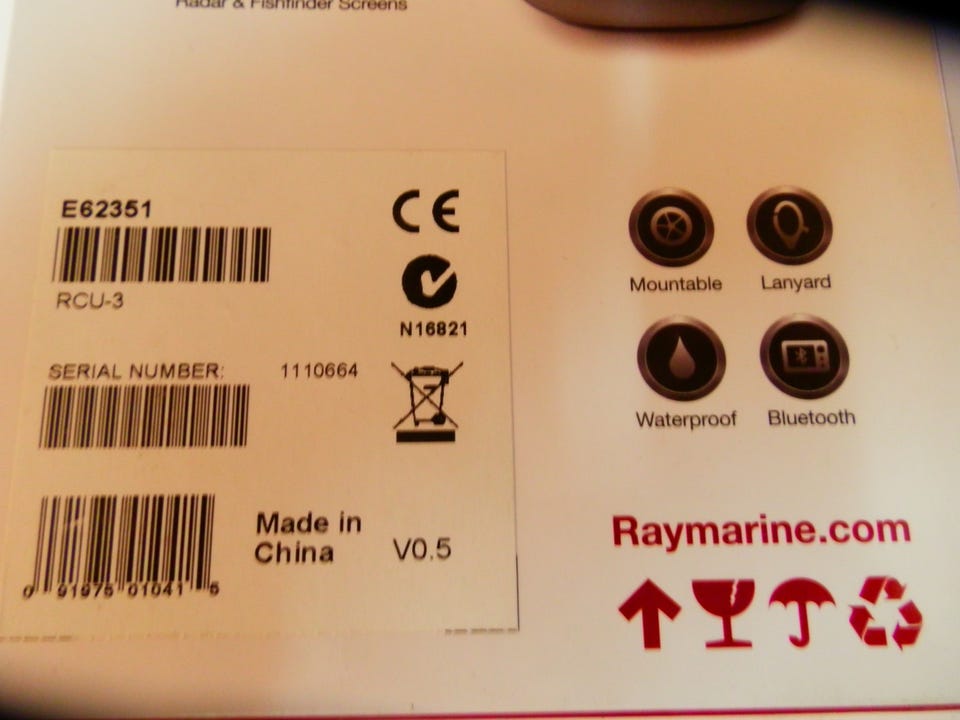 Radar & Fishfinder Screens
E62351
RCU-3
CE
N16821
SERIAL NUMBER: 1110664
0 91975 01041 5
Made in
China
V0.5
Mountable
Lanyard
Waterproof
Bluetooth
Raymarine.com